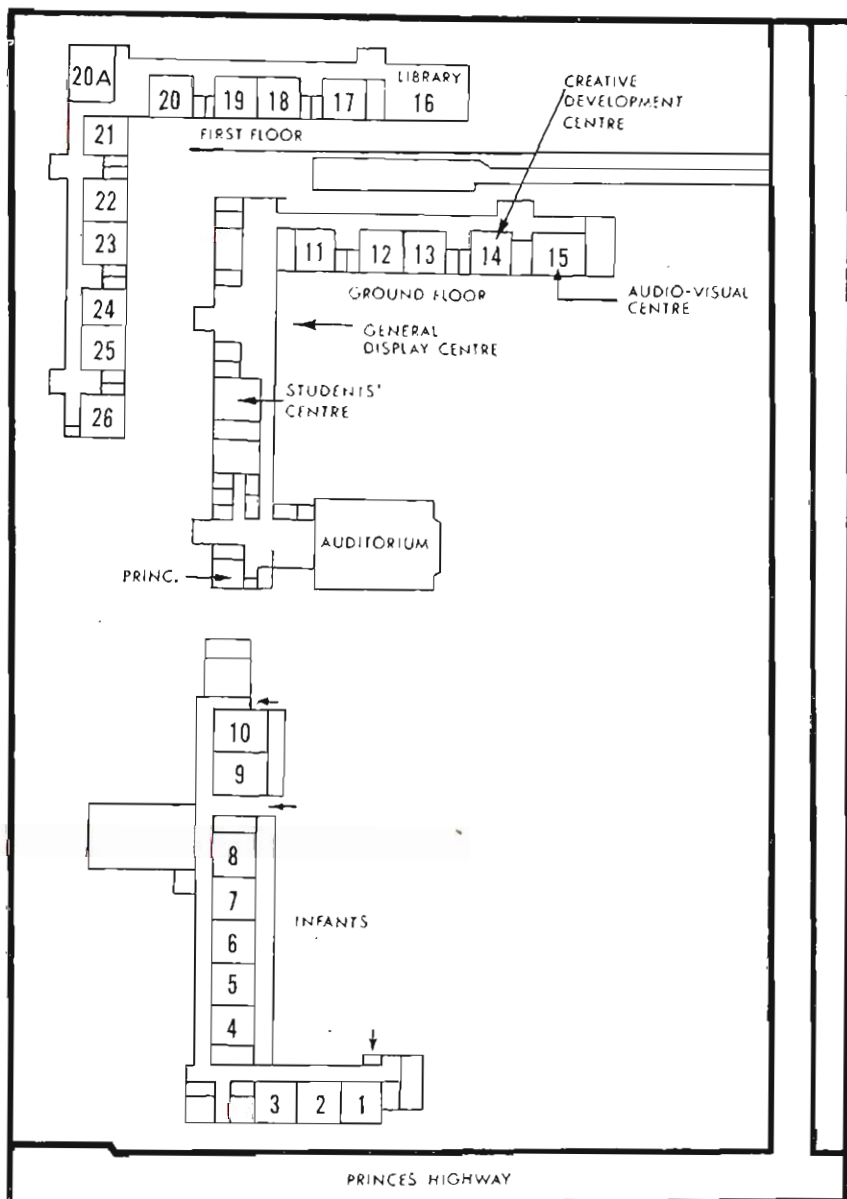 20A
20
19
18
17
LIBRARY
16
CREATIVE
DEVELOPMENT
CENTRE
21
FIRST FLOOR
22
23
11
12
13
14
15
24
GROUND FLOOR
AUDIO-VISUAL
CENTRE
25
GENERAL
DISPLAY CENTRE
26
STUDENTS'
CENTRE
AUDITORIUM
PRINC.
10
9
8
7
INFANTS
6
5
4
3
2
1
PRINCES HIGHWAY